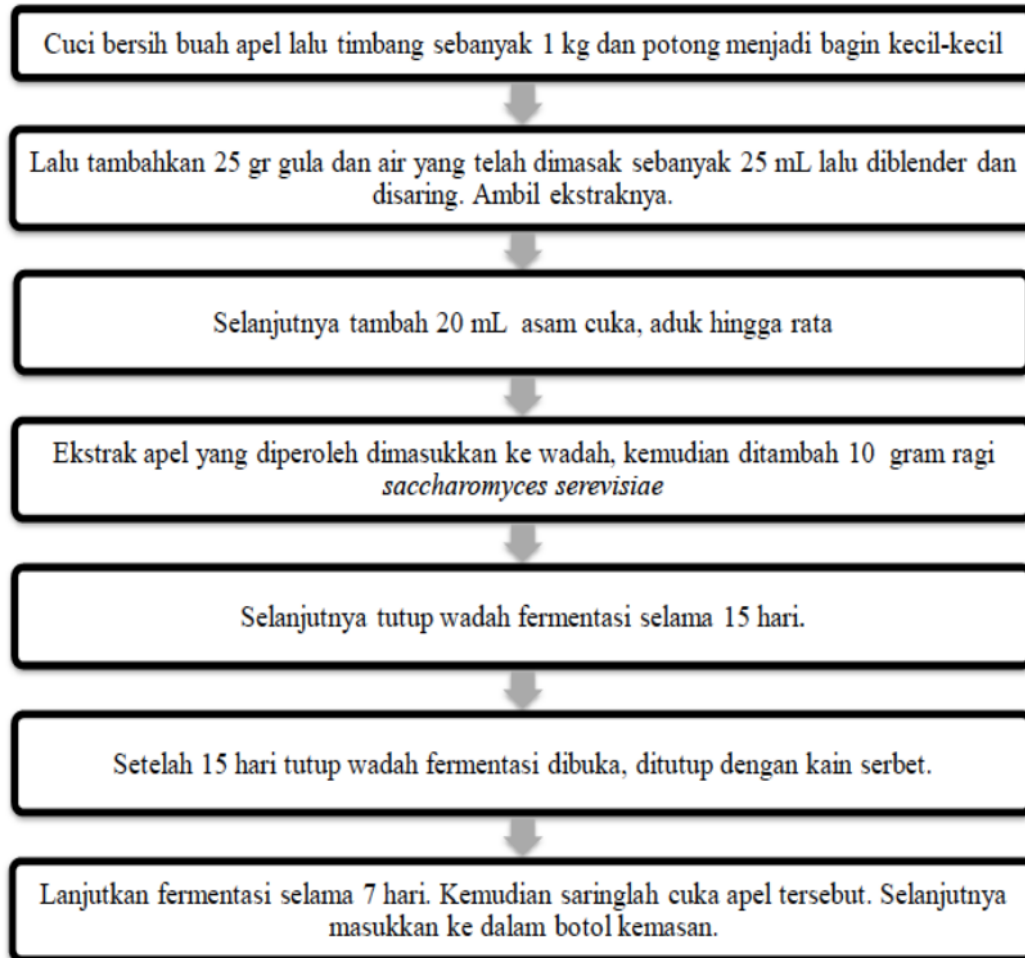 Cuci bersih buah apel lalu timbang sebanyak 1 kg dan potong menjadi bagin kecil-kecil
Lalu tambahkan 25 gr gula dan air yang telah dimasak sebanyak 25 mL lalu diblender dan
disaring. Ambil ekstraknya.
Selanjutnya tambah 20 mL asam cuka, aduk hingga rata
Ekstrak apel yang diperoleh dimasukkan ke wadah, kemudian ditambah 10 gram ragi
saccharomyces serevisiae
Selanjutnya tutup wadah fermentasi selama 15 hari.
Setelah 15 hari tutup wadah fermentasi dibuka, ditutup dengan kain serbet.
Lanjutkan fermentasi selama 7 hari. Kemudian saringlah cuka apel tersebut. Selanjutnya
masukkan ke dalam botol kemasan.